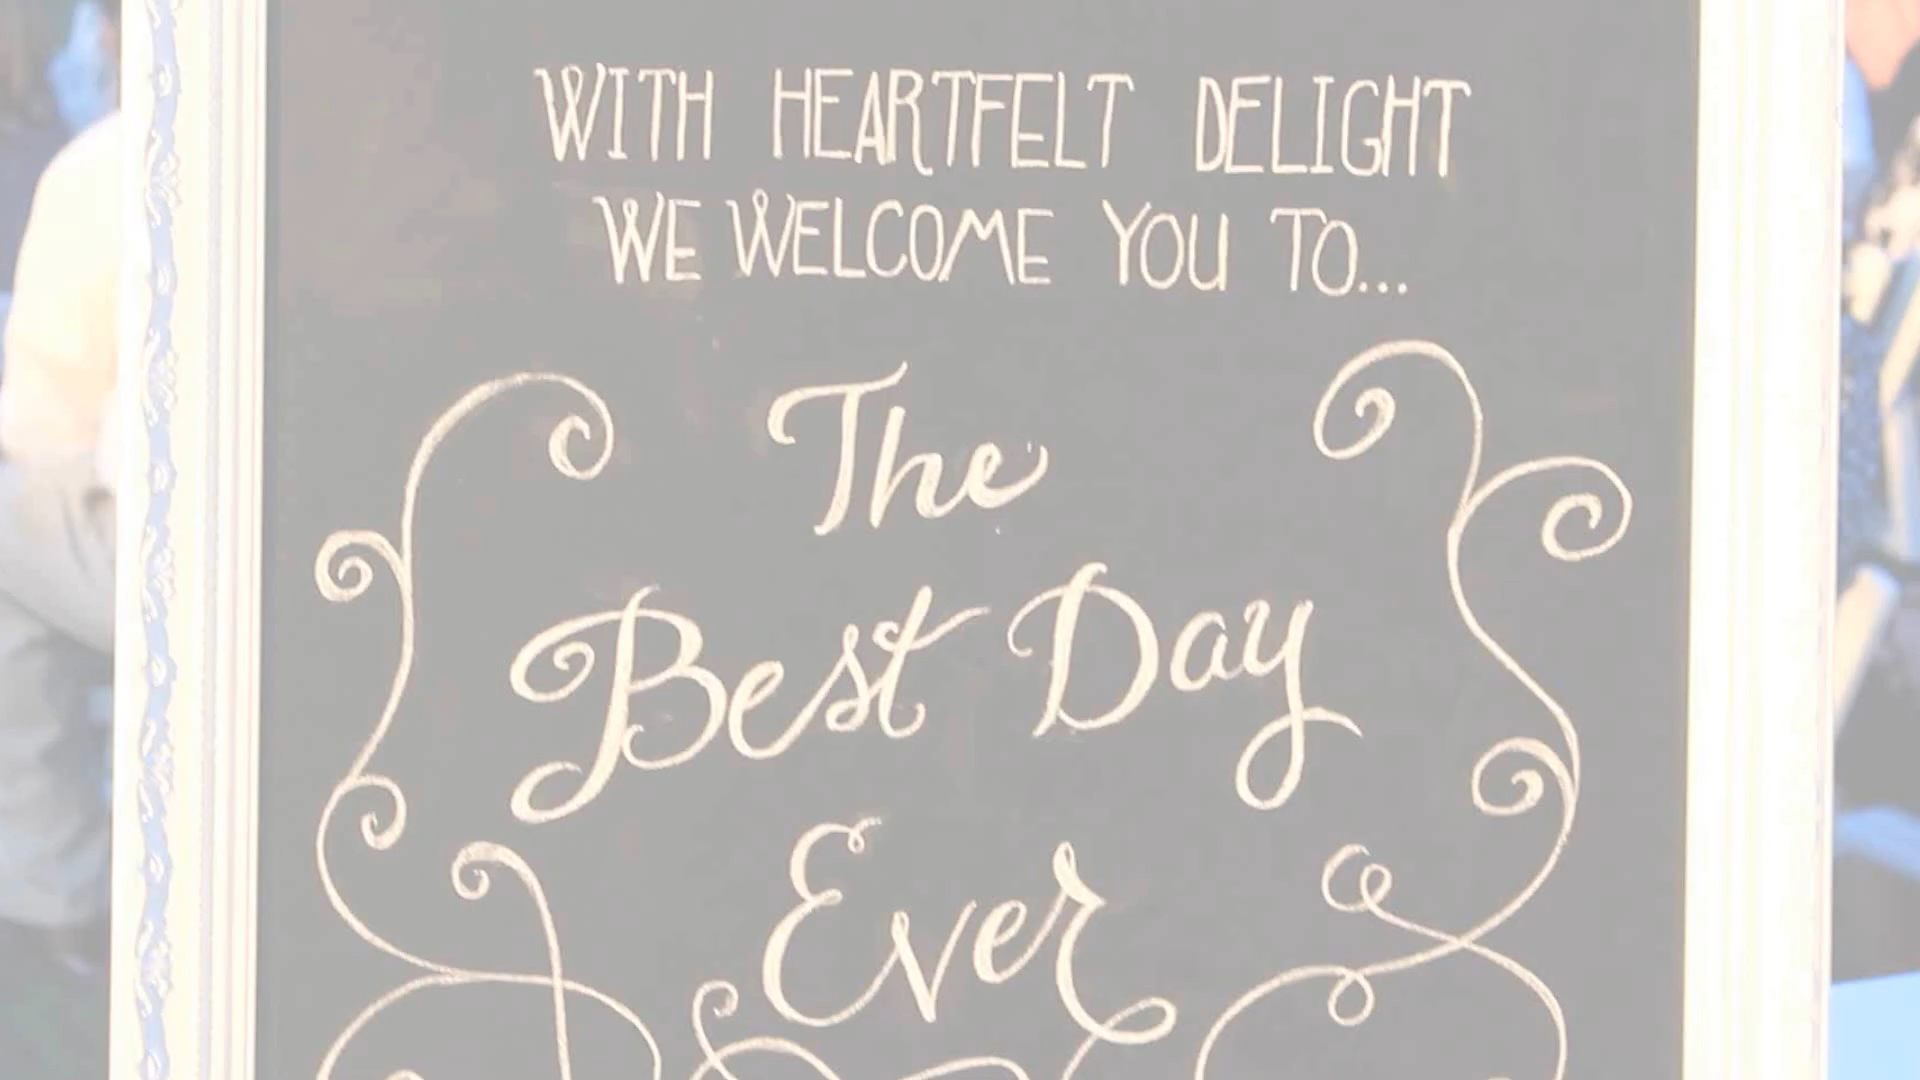 WITH HEARTFELT DELIGHT
WE WELCOME YOU TO...
The
Best Day
Ever